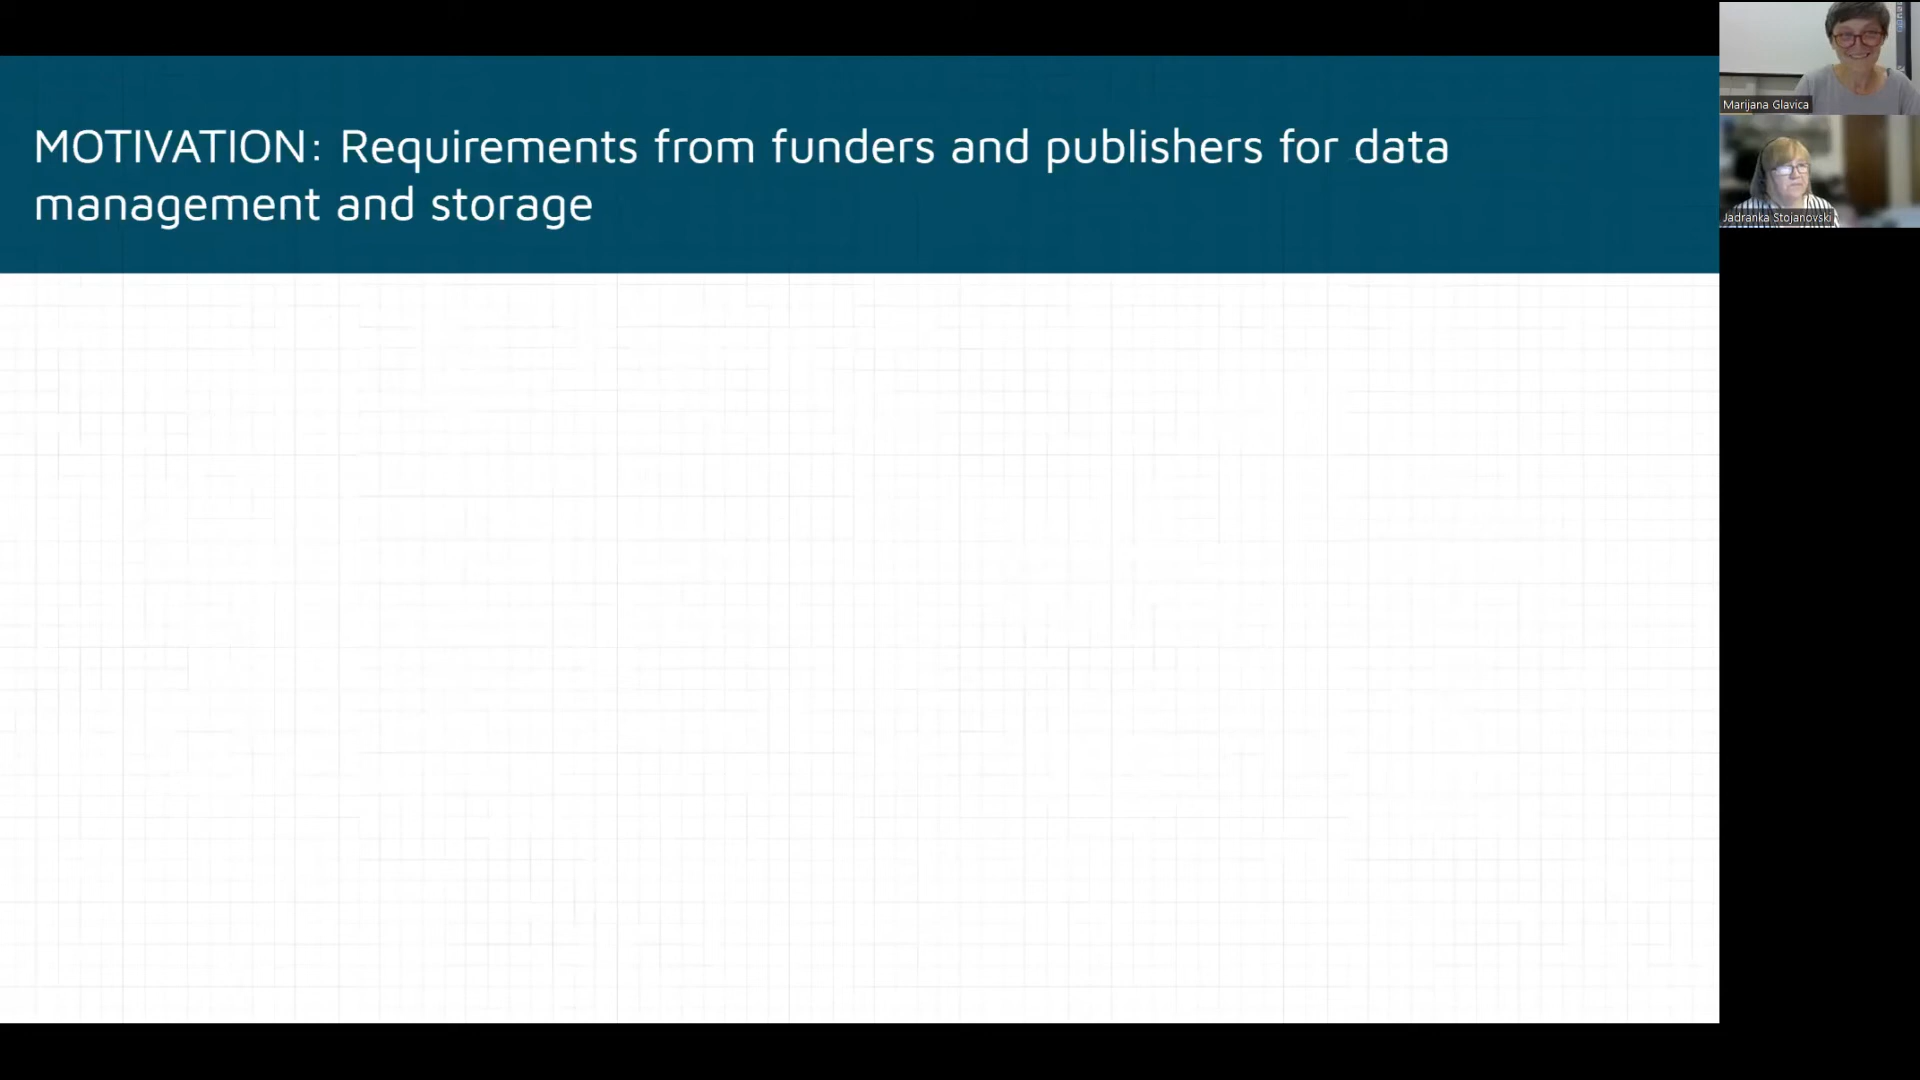 MOTIVATION: Requirements from funders and publishers for data
management and storage
Marijana Glavica
Jadranka Stojanovski